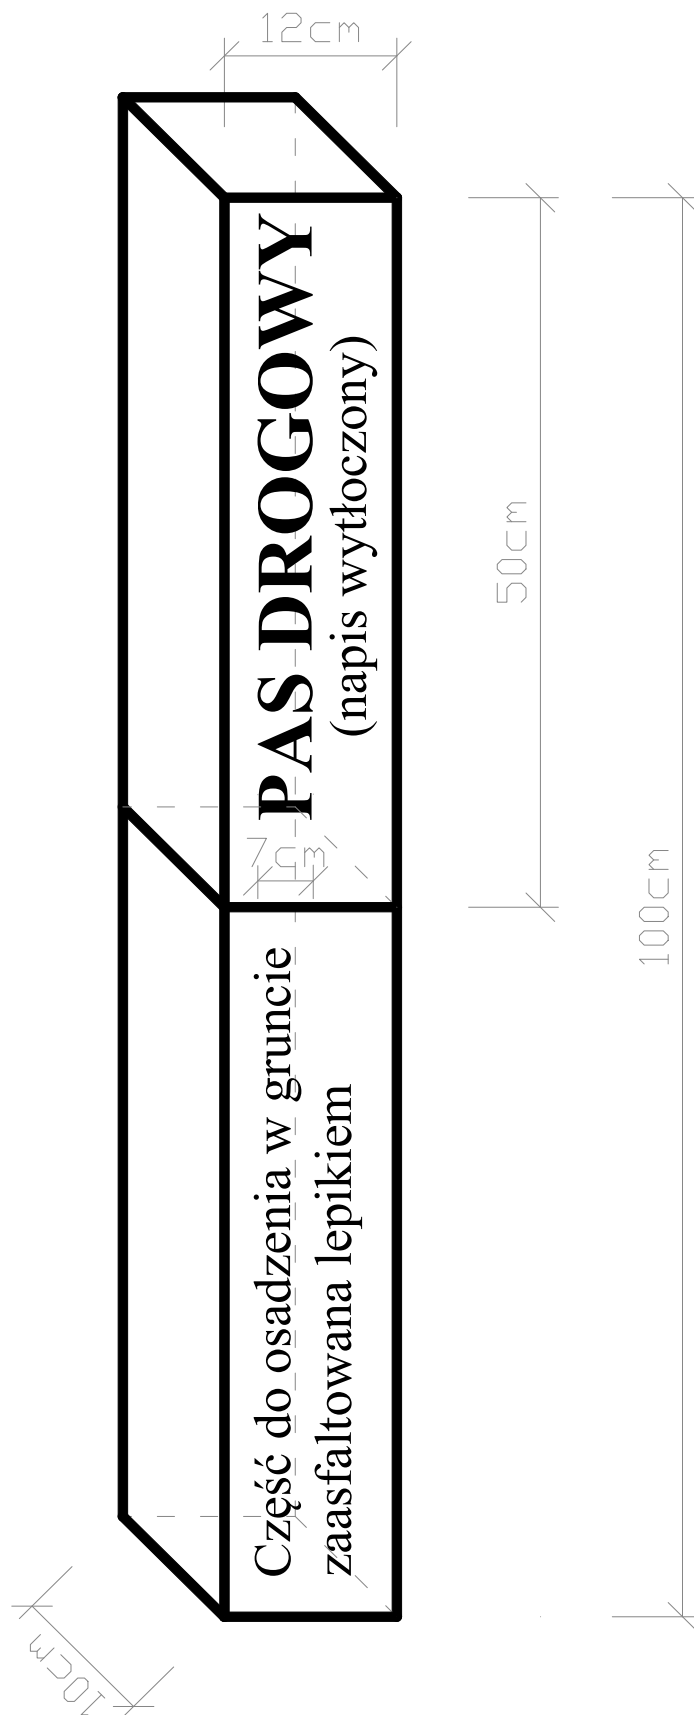 12cm
PAS DROGOWY
(napis wytłoczony)
50cm
7cm
100cm
Część do osadzenia w gruncie
zaasfaltowana lepikiem
10cm